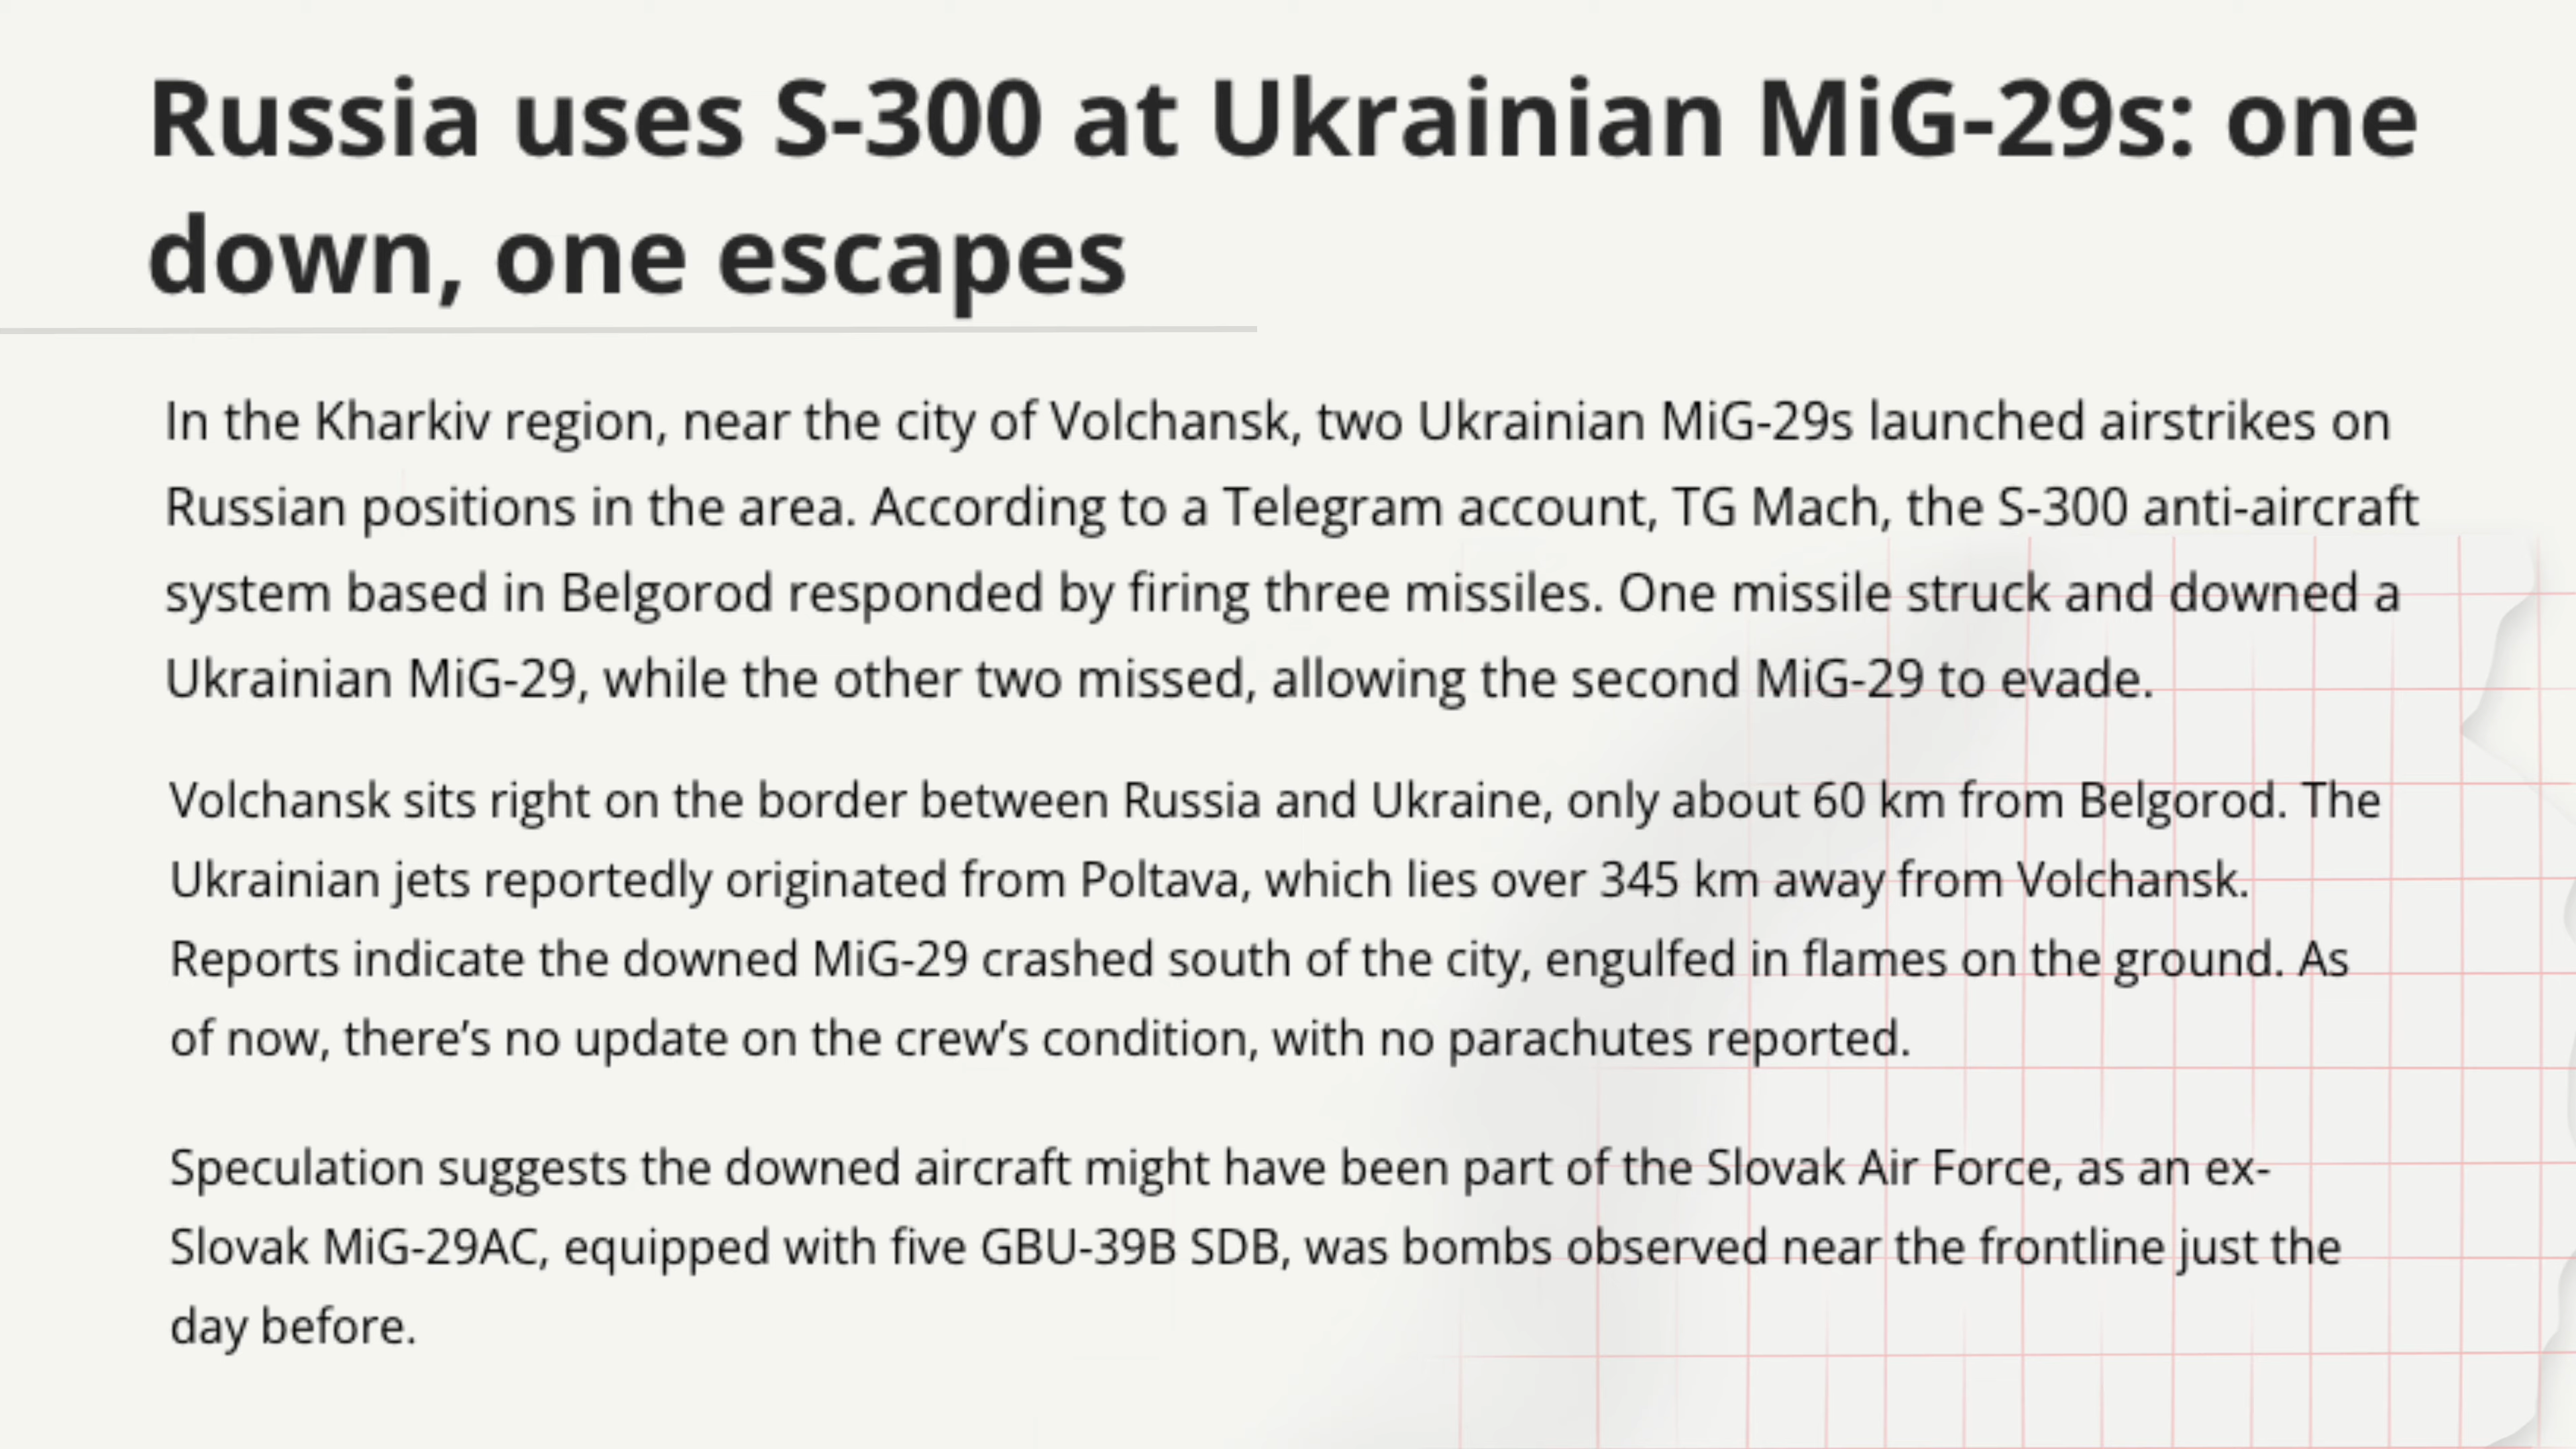 Russia uses S-300 at Ukrainian MiG-29s: one
down, one escapes
In the Kharkiv region, near the city of Volchansk, two Ukrainian MiG-29s launched airstrikes on
Russian positions in the area. According to a Telegram account, TG Mach, the S-300 anti-aircraft
system based in Belgorod responded by firing three missiles. One missile struck and downed a
Ukrainian MiG-29, while the other two missed, allowing the second MiG-29 to evade.
Volchansk sits right on the border between Russia and Ukraine, only about 60 km from Belgorod. The
Ukrainian jets reportedly originated from Poltava, which lies over 345 km away from Volchansk.
Reports indicate the downed MiG-29 crashed south of the city, engulfed in flames on the ground. As
of now, there’s no update on the crew’s condition, with no parachutes reported.
Speculation suggests the downed aircraft might have been part of the Slovak Air Force, as an ex-
Slovak MiG-29AC, equipped with five GBU-39B SDB, was bombs observed near the frontline just the
day before.